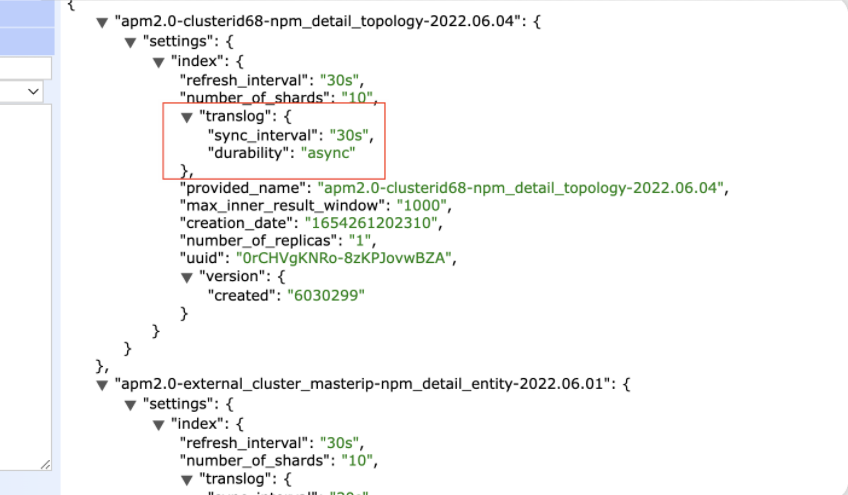 {
"apm2.0-clusterid68-npm_detail_topology-2022.06.04": {
"settings": {
"index": {
"refresh_interval": "30s",
"number_of_shards": "10",
"translog": {
"sync_interval": "30s",
"durability": "async"
},
"provided_name": "apm2.0-clusterid68-npm_detail_topology-2022.06.04",
"max_inner_result_window": "1000",
"creation_date": "1654261202310",
"number_of_replicas": "1",
"uuid": "0rCHVgKNRo-8zKPJovwBZA",
"version": {
"created": "6030299"
}
}
}
},
"apm2.0-external_cluster_masterip-npm_detail_entity-2022.06.01": {
"settings": {
"index": {
"refresh_interval": "30s",
"number_of_shards": "10",
"translog": {
"sync_interval": "30s",